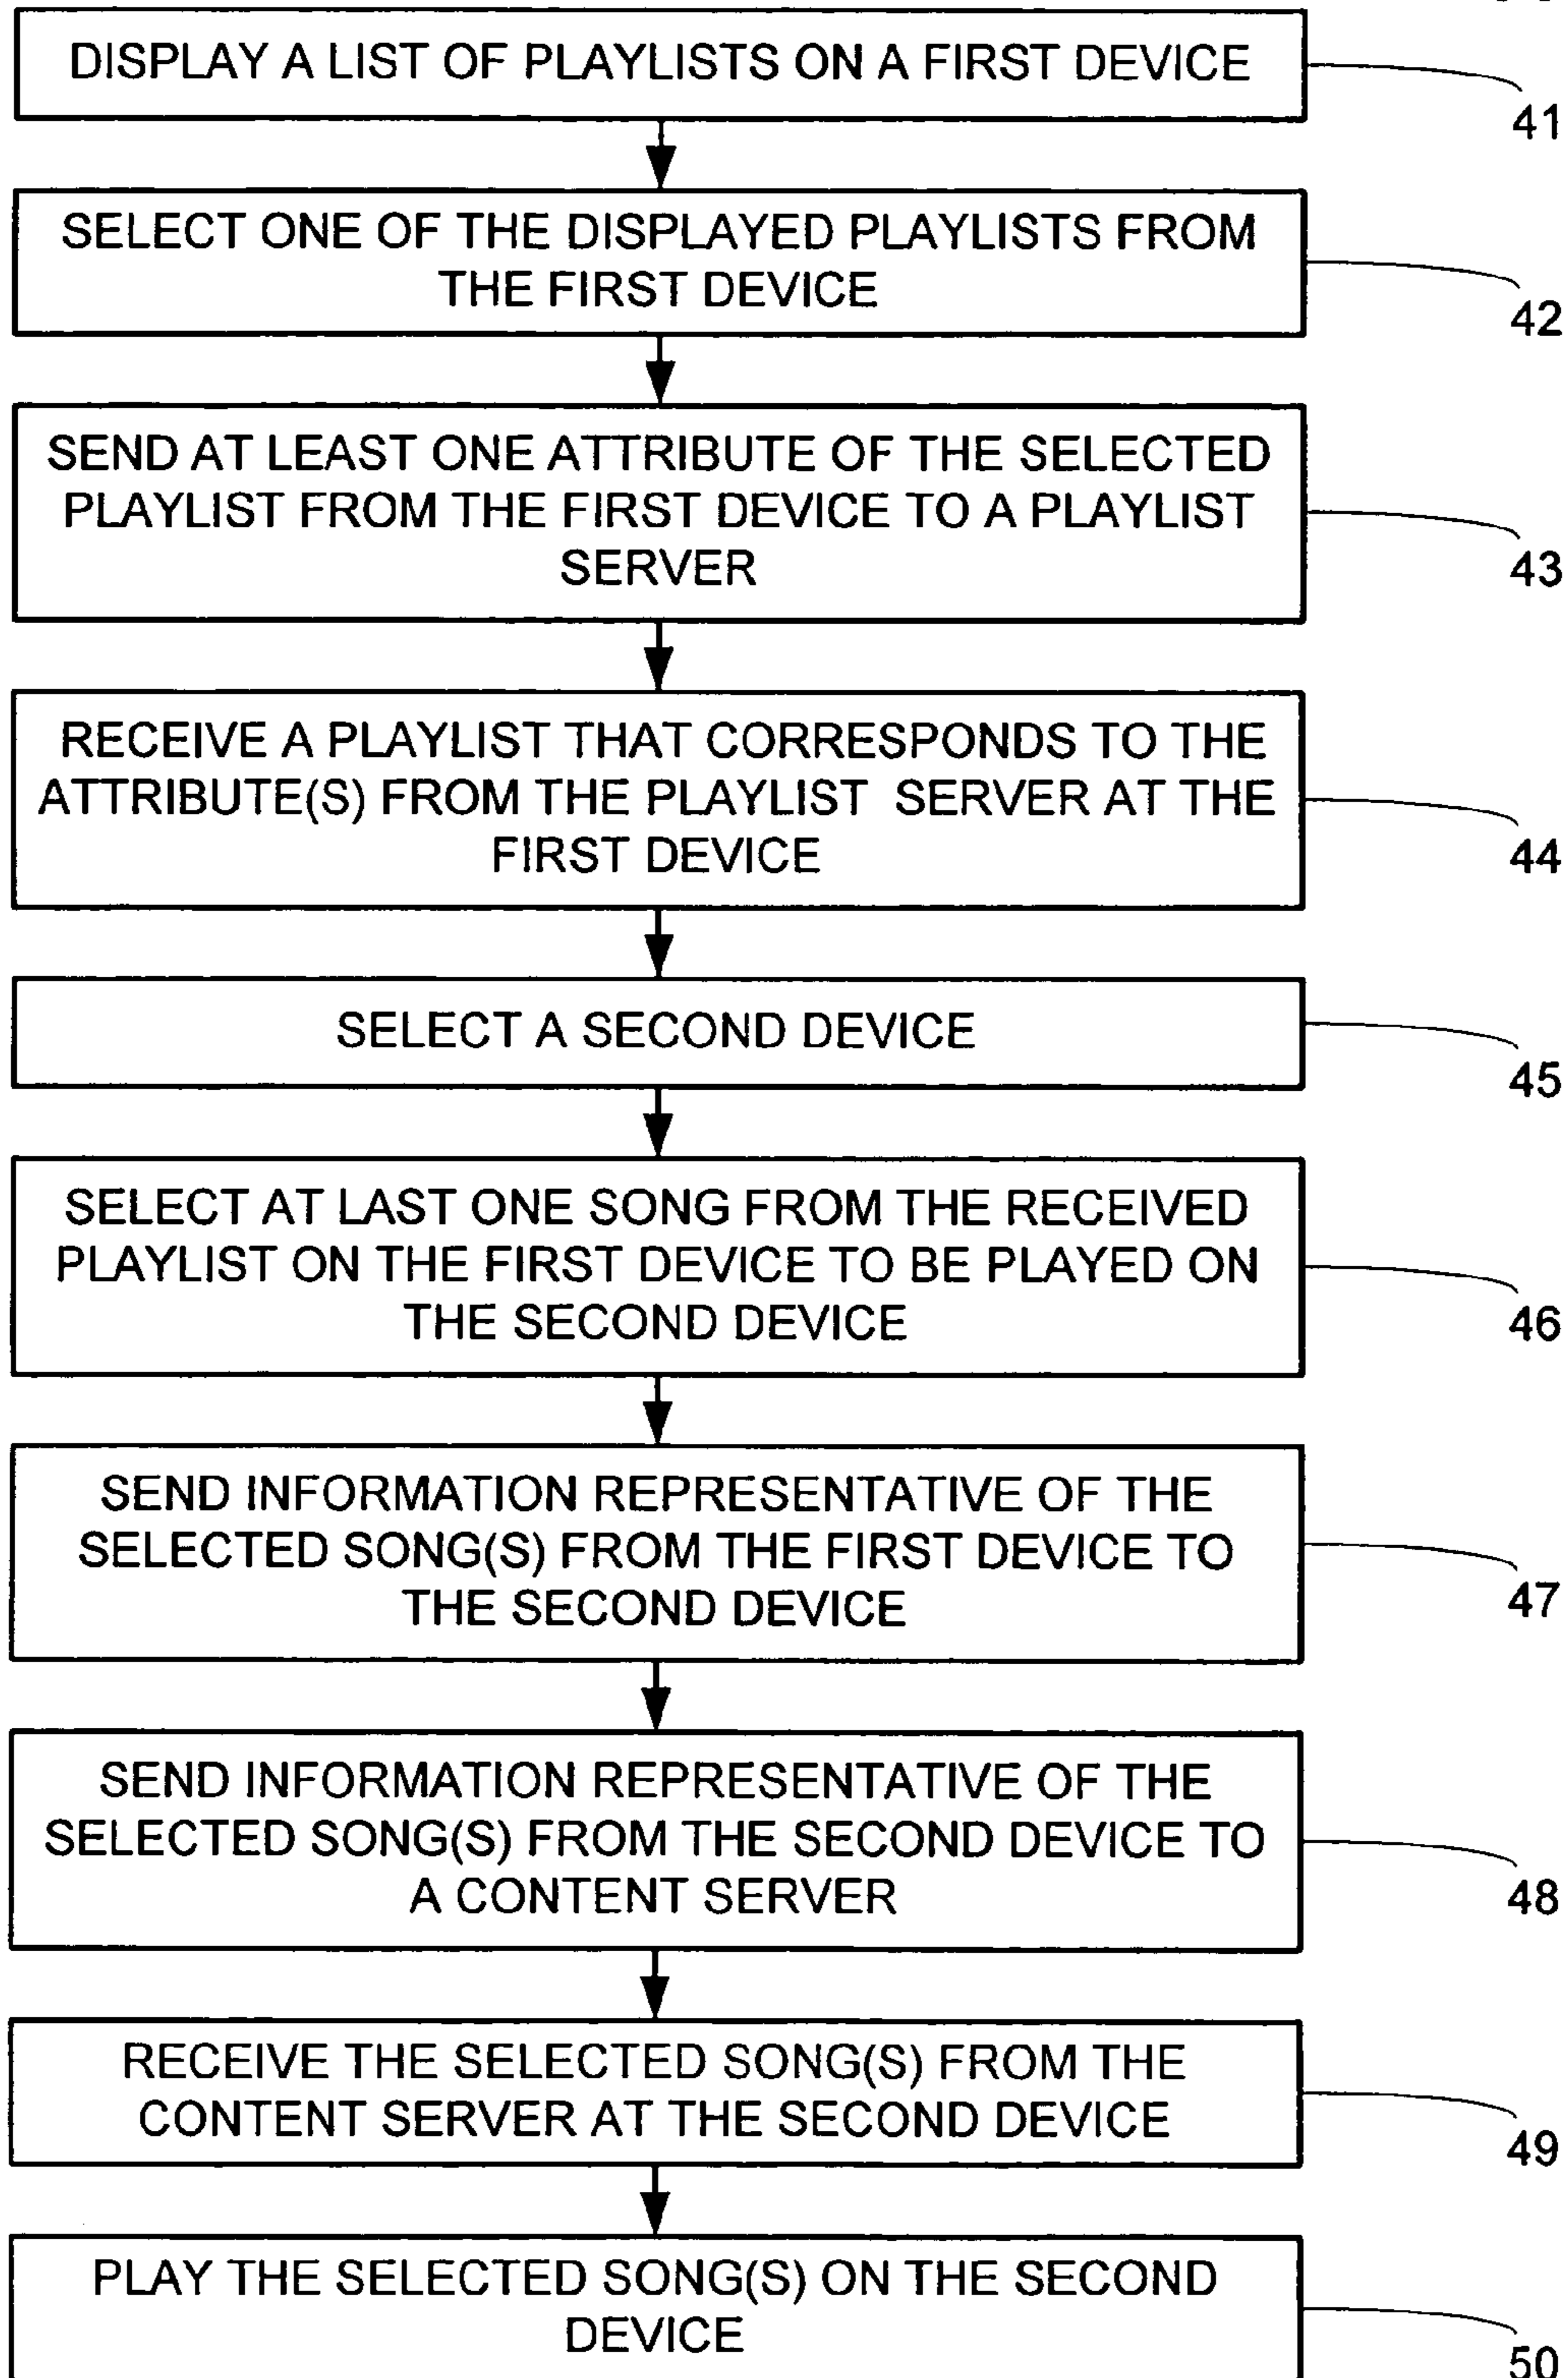 DISPLAY A LIST OF PLAYLISTS ON A FIRST DEVICE
41
SELECT ONE OF THE DISPLAYED PLAYLISTS FROM
THE FIRST DEVICE
42
SEND AT LEAST ONE ATTRIBUTE OF THE SELECTED
PLAYLIST FROM THE FIRST DEVICE TO A PLAYLIST
SERVER
43
RECEIVE A PLAYLIST THAT CORRESPONDS TO THE
ATTRIBUTE(S) FROM THE PLAYLIST SERVER AT THE
FIRST DEVICE
44
SELECT A SECOND DEVICE
45
SELECT AT LAST ONE SONG FROM THE RECEIVED
PLAYLIST ON THE FIRST DEVICE TO BE PLAYED ON
THE SECOND DEVICE
46
SEND INFORMATION REPRESENTATIVE OF THE
SELECTED SONG(S) FROM THE FIRST DEVICE TO
THE SECOND DEVICE
47
SEND INFORMATION REPRESENTATIVE OF THE
SELECTED SONG(S) FROM THE SECOND DEVICE TO
A CONTENT SERVER
48
RECEIVE THE SELECTED SONG(S) FROM THE
CONTENT SERVER AT THE SECOND DEVICE
49
PLAY THE SELECTED SONG(S) ON THE SECOND
DEVICE
50